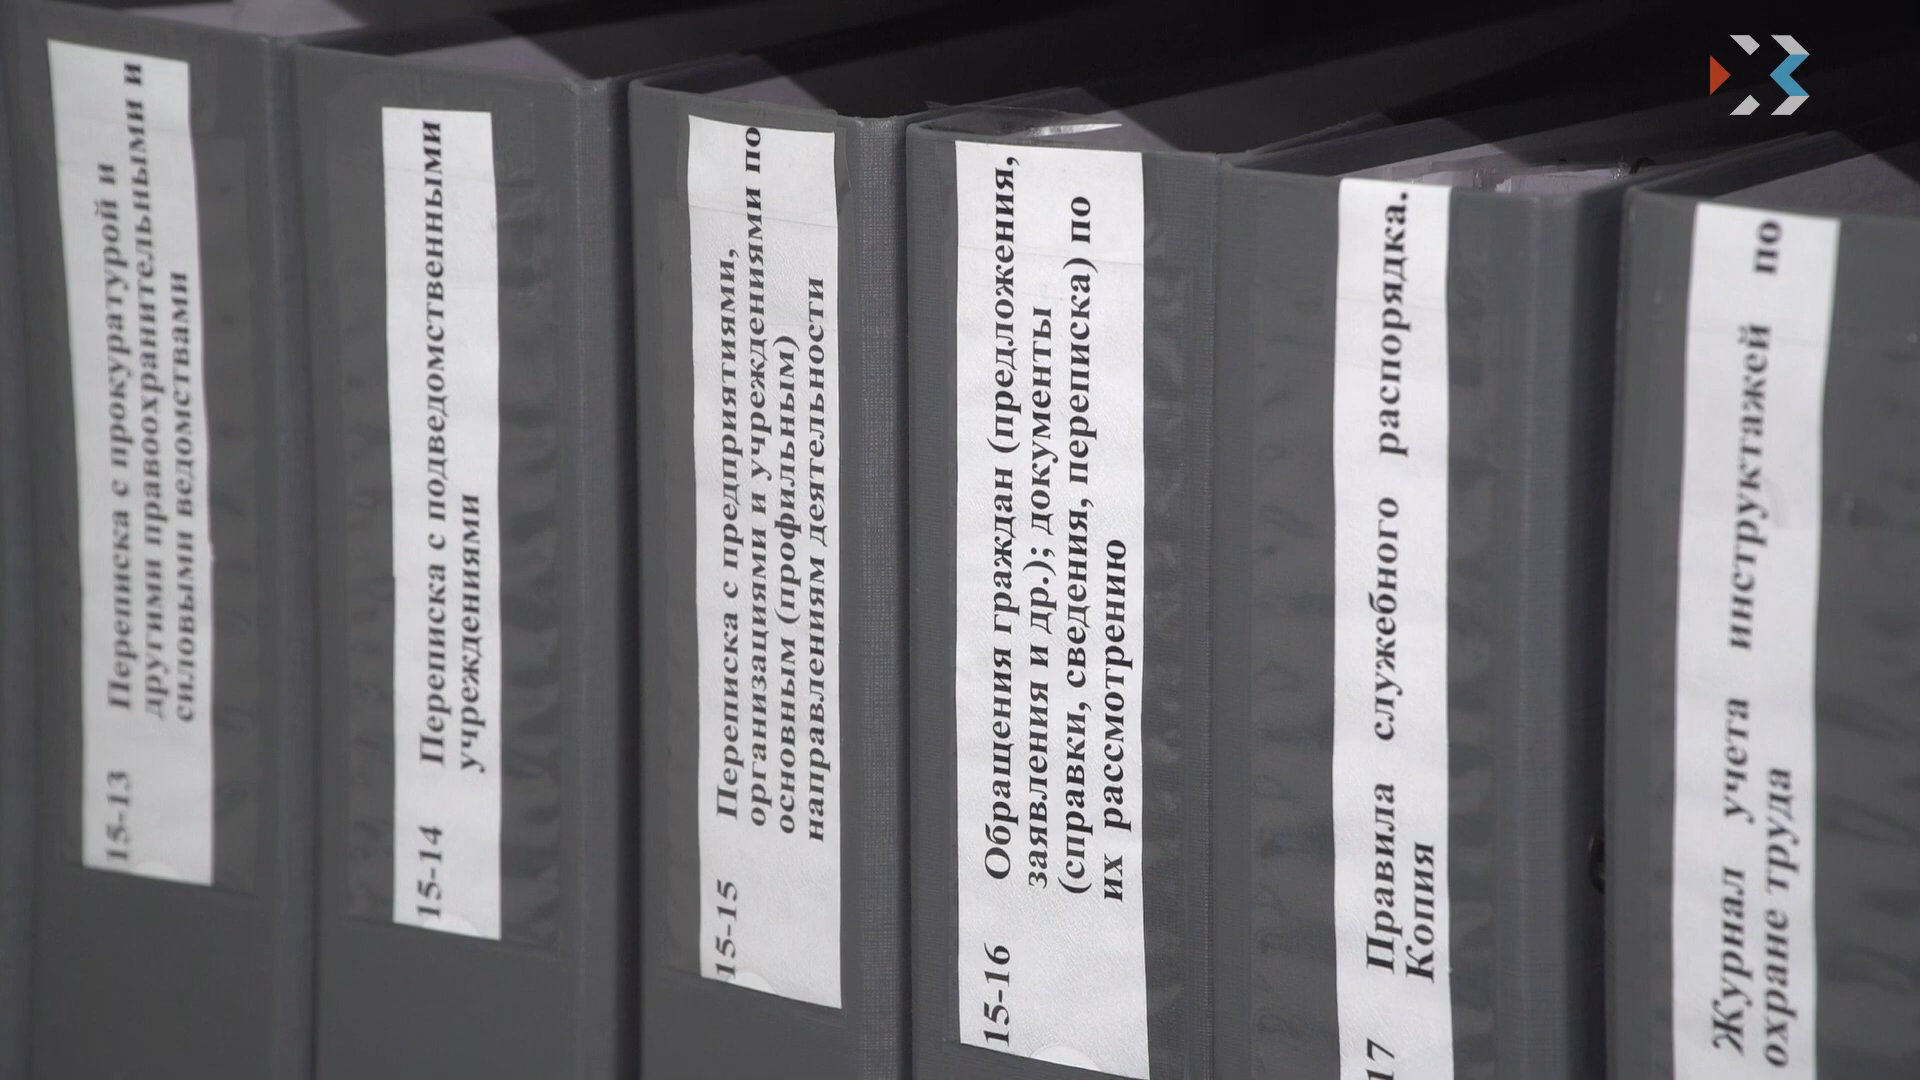 15-13 Переписка с прокуратурой и
другими правоохранительными и
силовыми ведомствами
15-14 Переписка с подведомственными
учреждениями
15-15 Переписка с предприятиями,
организациями и учреждениями по
основным (профильным)
направлениям деятельности
15-16 Обращения граждан (предложения,
заявления и др.); документы
(справки, сведения, переписка) по
их рассмотрению
17 Правила служебного распорядка.
Копия
Журнал учета инструктажей по
охране труда